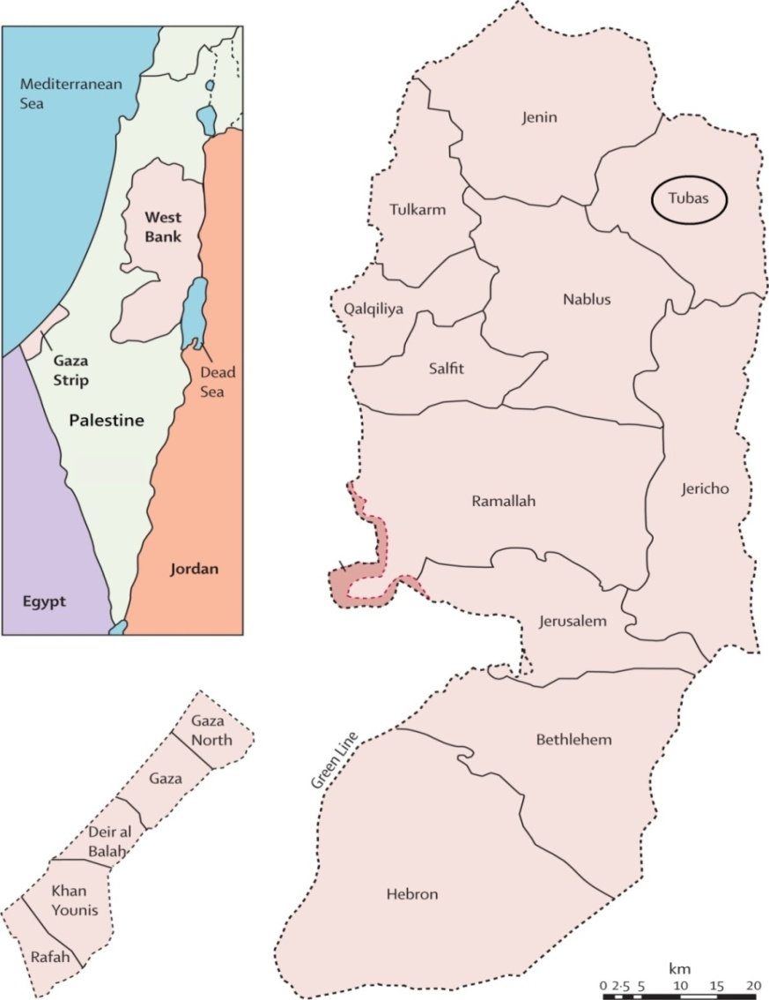 Mediterranean
Sea
West
Bank
Gaza
Strip
Dead
Sea
Palestine
Jordan
Egypt
Jenin
Tubas
Tulkarm
Nablus
Qalqiliya
Salfit
Jericho
Ramallah
Jerusalem
Bethlehem
Green Line
Hebron
Gaza
North
Gaza
Deir al
Balah
Khan
Younis
Rafah
km
0 2·5 5 10 15 20